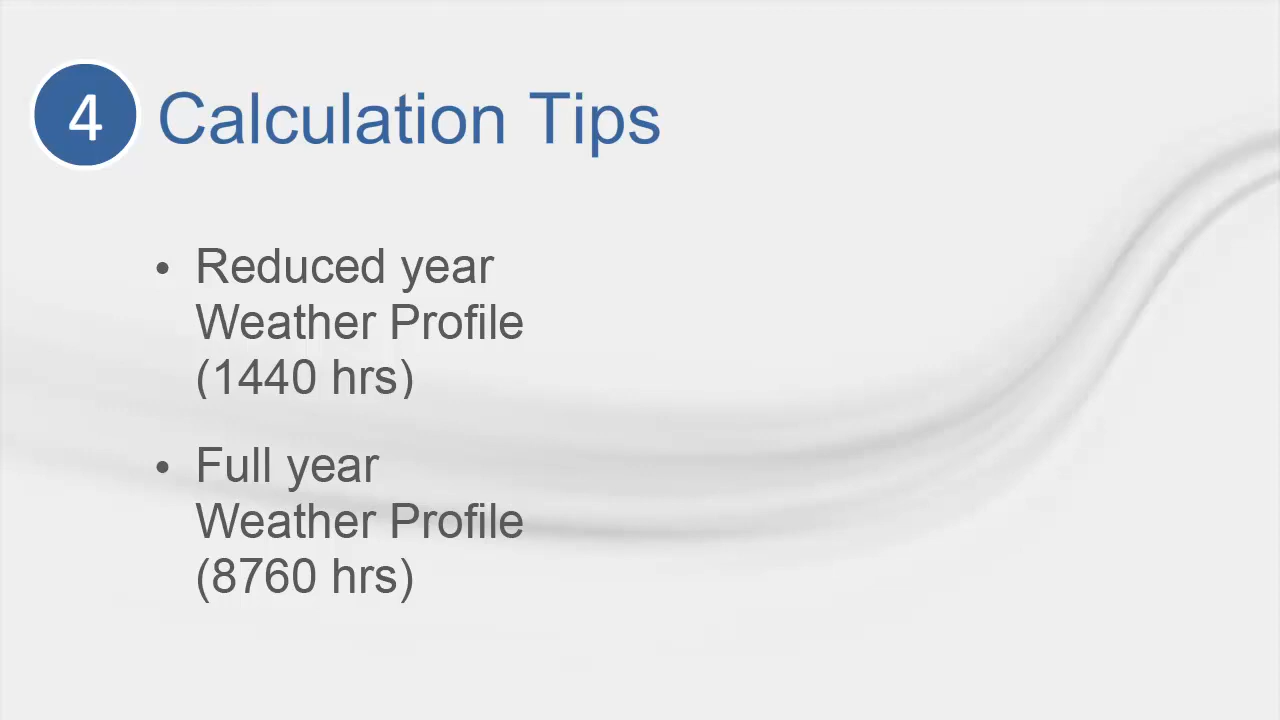 4 Calculation Tips
• Reduced year
Weather Profile
(1440 hrs)
• Full year
Weather Profile
(8760 hrs)